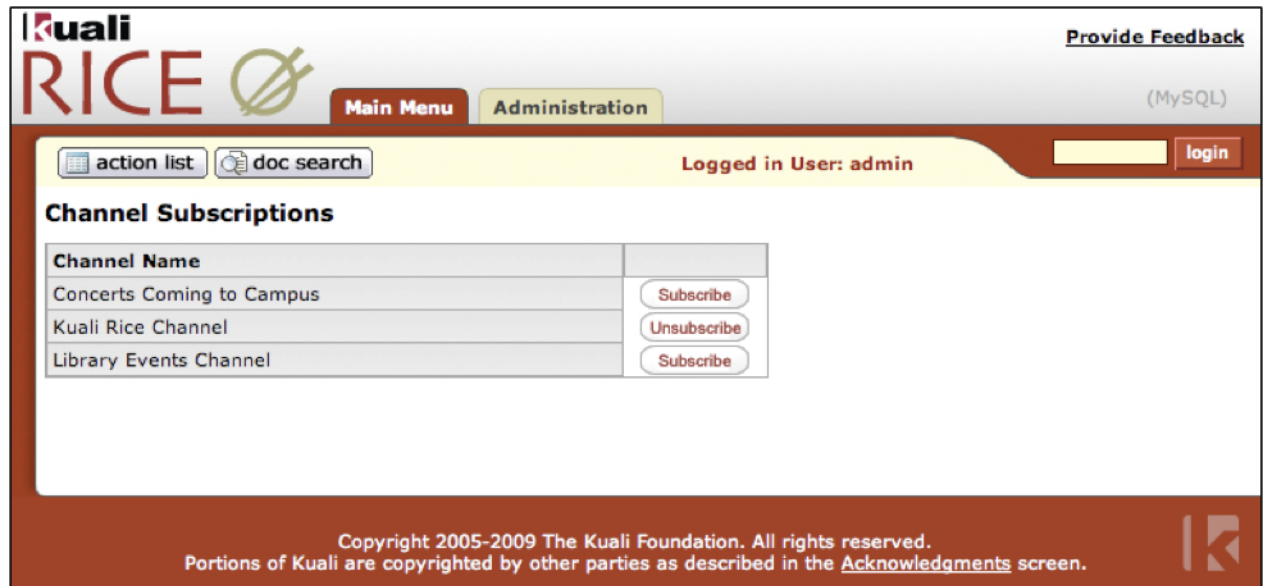 Kuali
RICE
Provide Feedback
Main Menu
Administration
(MySQL)
action list
doc search
Logged in User: admin
login
Channel Subscriptions
Channel Name
Concerts Coming to Campus
Subscribe
Kuali Rice Channel
Unsubscribe
Library Events Channel
Subscribe
Copyright 2005-2009 The Kuali Foundation. All rights reserved.
Portions of Kuali are copyrighted by other parties as described in the Acknowledgments screen.